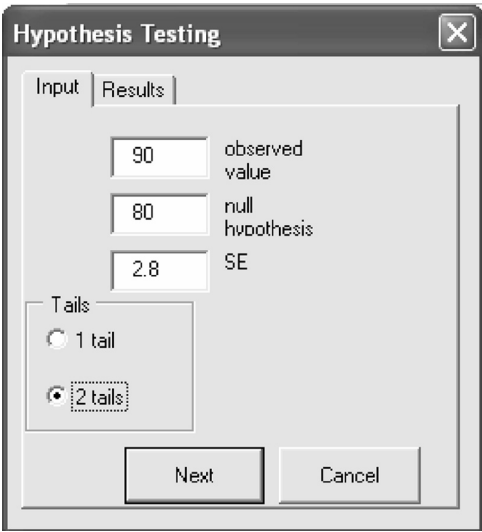 Hypothesis Testing
Input Results
90 observed
value
80 null
hypothesis
2.8 SE
Tails
1 tail
2 tails
Next Cancel